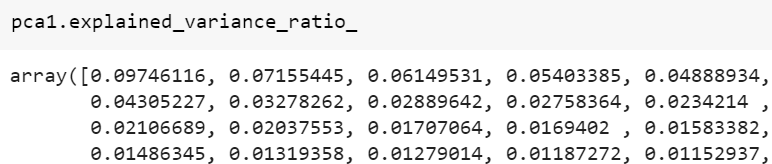 pca1.explained_variance_ratio_
array([0.09746116, 0.07155445, 0.06149531, 0.05403385, 0.04888934,
0.04305227, 0.03278262, 0.02889642, 0.02758364, 0.0234214 ,
0.02106689, 0.02037553, 0.01707064, 0.0169402 , 0.01583382,
0.01486345, 0.01319358, 0.01279014, 0.01187272, 0.01152937,